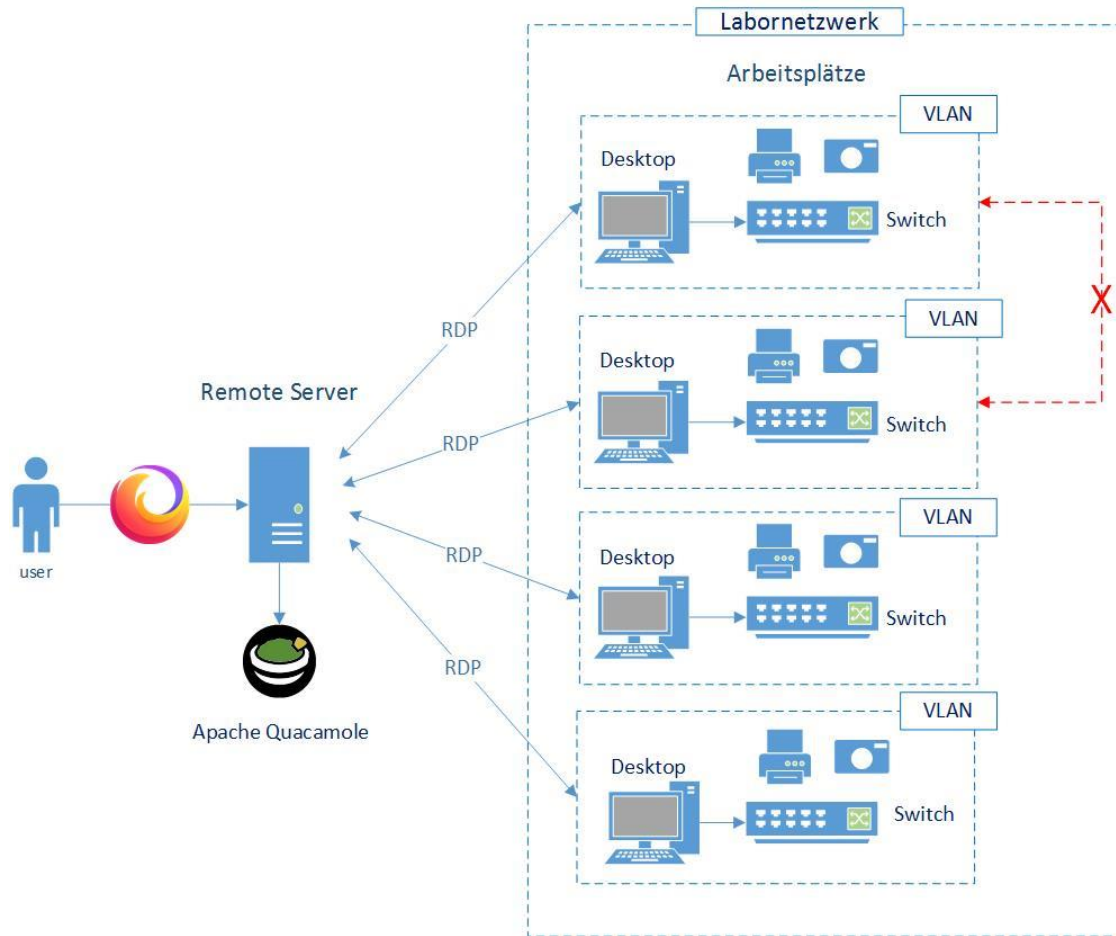 Labornetzwerk
Arbeitsplätze
VLAN
Desktop
Switch
RDP
VLAN
Desktop
Switch
X
Remote Server
RDP
user
VLAN
Desktop
Switch
RDP
Apache Quacamole
RDP
VLAN
Desktop
Switch